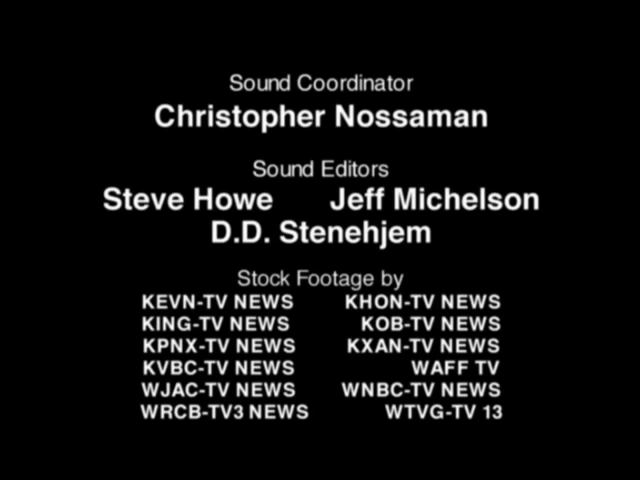 Sound Coordinator
Christopher Nossaman
Sound Editors
Steve Howe Jeff Michelson
D.D. Stenehjem
Stock Footage by
KEVN-TV NEWS KHON-TV NEWS
KING-TV NEWS KOB-TV NEWS
KPNX-TV NEWS KXAN-TV NEWS
KVBC-TV NEWS WAFF TV
WJAC-TV NEWS WNBC-TV NEWS
WRCB-TV3 NEWS WTVG-TV 13